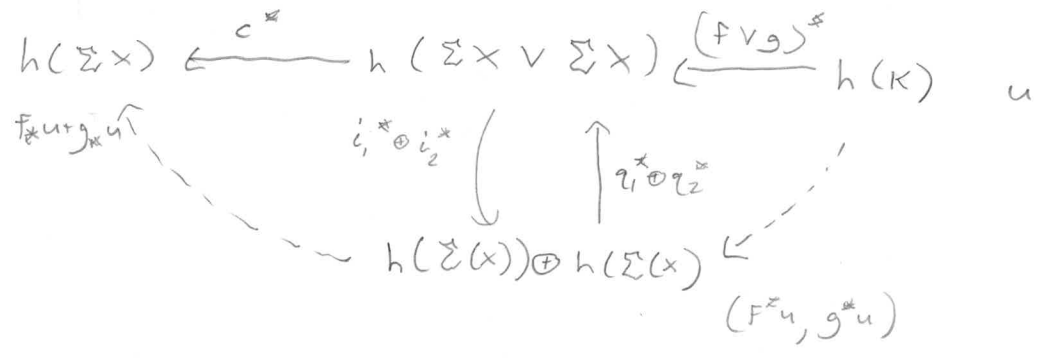 c* (f∨g)*
h(Σx) ← h(Σx ∨ Σx) ← h(K) u
f*u+g*u i₁*⊕i₂* q₁*⊕q₂*
h(Σ(x))⊕h(Σ(x)
(f*u, g*u)